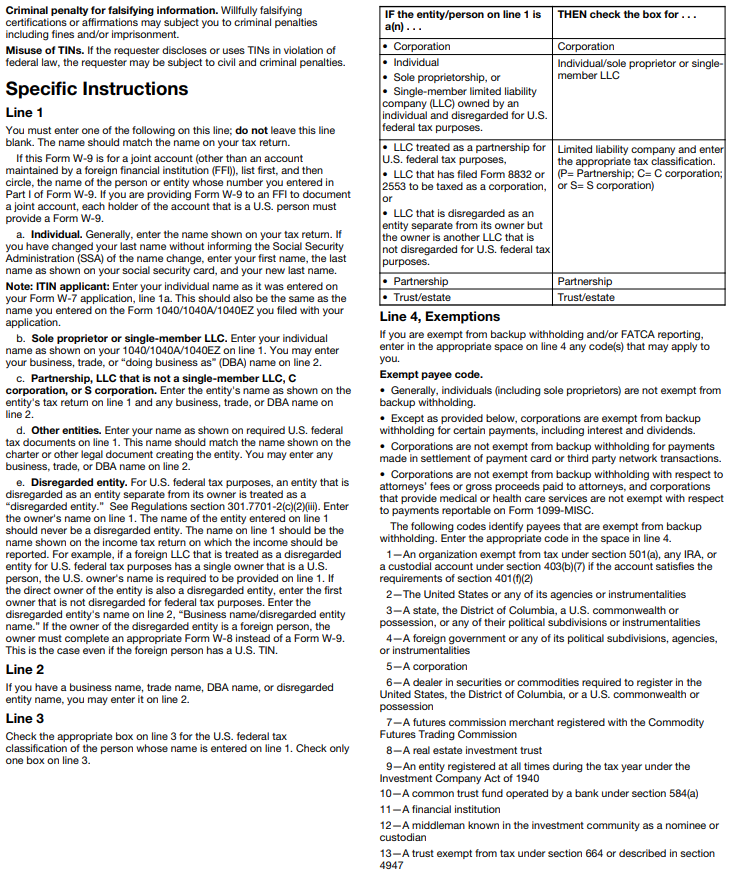 Criminal penalty for falsifying information. Willfully falsifying
certifications or affirmations may subject you to criminal penalties
including fines and/or imprisonment.
Misuse of TINs. If the requester discloses or uses TINs in violation of
federal law, the requester may be subject to civil and criminal penalties.
Specific Instructions
Line 1
You must enter one of the following on this line; do not leave this line
blank. The name should match the name on your tax return.
If this Form W-9 is for a joint account (other than an account
maintained by a foreign financial institution (FFI)), list first, and then
circle, the name of the person or entity whose number you entered in
Part I of Form W-9. If you are providing Form W-9 to an FFI to document
a joint account, each holder of the account that is a U.S. person must
provide a Form W-9.
a. Individual. Generally, enter the name shown on your tax return. If
you have changed your last name without informing the Social Security
Administration (SSA) of the name change, enter your first name, the last
name as shown on your social security card, and your new last name.
Note: ITIN applicant: Enter your individual name as it was entered on
your Form W-7 application, line 1a. This should also be the same as the
name you entered on the Form 1040/1040A/1040EZ you filed with your
application.
b. Sole proprietor or single-member LLC. Enter your individual
name as shown on your 1040/1040A/1040EZ on line 1. You may enter
your business, trade, or “doing business as” (DBA) name on line 2.
c. Partnership, LLC that is not a single-member LLC, C
corporation, or S corporation. Enter the entity's name as shown on the
entity's tax return on line 1 and any business, trade, or DBA name on
line 2.
d. Other entities. Enter your name as shown on required U.S. federal
tax documents on line 1. This name should match the name shown on the
charter or other legal document creating the entity. You may enter any
business, trade, or DBA name on line 2.
e. Disregarded entity. For U.S. federal tax purposes, an entity that is
disregarded as an entity separate from its owner is treated as a
“disregarded entity.” See Regulations section 301.7701-2(c)(2)(iii). Enter
the owner's name on line 1. The name of the entity entered on line 1
should never be a disregarded entity. The name on line 1 should be the
name shown on the income tax return on which the income should be
reported. For example, if a foreign LLC that is treated as a disregarded
entity for U.S. federal tax purposes has a single owner that is a U.S.
person, the U.S. owner's name is required to be provided on line 1. If
the direct owner of the entity is also a disregarded entity, enter the first
owner that is not disregarded for federal tax purposes. Enter the
disregarded entity's name on line 2, “Business name/disregarded entity
name.” If the owner of the disregarded entity is a foreign person, the
owner must complete an appropriate Form W-8 instead of a Form W-9.
This is the case even if the foreign person has a U.S. TIN.
Line 2
If you have a business name, trade name, DBA name, or disregarded
entity name, you may enter it on line 2.
Line 3
Check the appropriate box on line 3 for the U.S. federal tax
classification of the person whose name is entered on line 1. Check only
one box on line 3.
IF the entity/person on line 1 is
a(n) . . .
THEN check the box for . . .
• Corporation
Corporation
• Individual
• Sole proprietorship, or
• Single-member limited liability
company (LLC) owned by an
individual and disregarded for U.S.
federal tax purposes.
Individual/sole proprietor or single-
member LLC
• LLC treated as a partnership for
U.S. federal tax purposes,
• LLC that has filed Form 8832 or
2553 to be taxed as a corporation,
or
• LLC that is disregarded as an
entity separate from its owner but
the owner is another LLC that is
not disregarded for U.S. federal tax
purposes.
Limited liability company and enter
the appropriate tax classification.
(P= Partnership; C= C corporation;
or S= S corporation)
• Partnership
Partnership
• Trust/estate
Trust/estate
Line 4, Exemptions
If you are exempt from backup withholding and/or FATCA reporting,
enter in the appropriate space on line 4 any code(s) that may apply to
you.
Exempt payee code.
• Generally, individuals (including sole proprietors) are not exempt from
backup withholding.
• Except as provided below, corporations are exempt from backup
withholding for certain payments, including interest and dividends.
• Corporations are not exempt from backup withholding for payments
made in settlement of payment card or third party network transactions.
• Corporations are not exempt from backup withholding with respect to
attorneys' fees or gross proceeds paid to attorneys, and corporations
that provide medical or health care services are not exempt with respect
to payments reportable on Form 1099-MISC.
The following codes identify payees that are exempt from backup
withholding. Enter the appropriate code in the space in line 4.
1—An organization exempt from tax under section 501(a), any IRA, or
a custodial account under section 403(b)(7) if the account satisfies the
requirements of section 401(f)(2)
2—The United States or any of its agencies or instrumentalities
3—A state, the District of Columbia, a U.S. commonwealth or
possession, or any of their political subdivisions or instrumentalities
4—A foreign government or any of its political subdivisions, agencies,
or instrumentalities
5—A corporation
6—A dealer in securities or commodities required to register in the
United States, the District of Columbia, or a U.S. commonwealth or
possession
7—A futures commission merchant registered with the Commodity
Futures Trading Commission
8—A real estate investment trust
9—An entity registered at all times during the tax year under the
Investment Company Act of 1940
10—A common trust fund operated by a bank under section 584(a)
11—A financial institution
12—A middleman known in the investment community as a nominee or
custodian
13—A trust exempt from tax under section 664 or described in section
4947